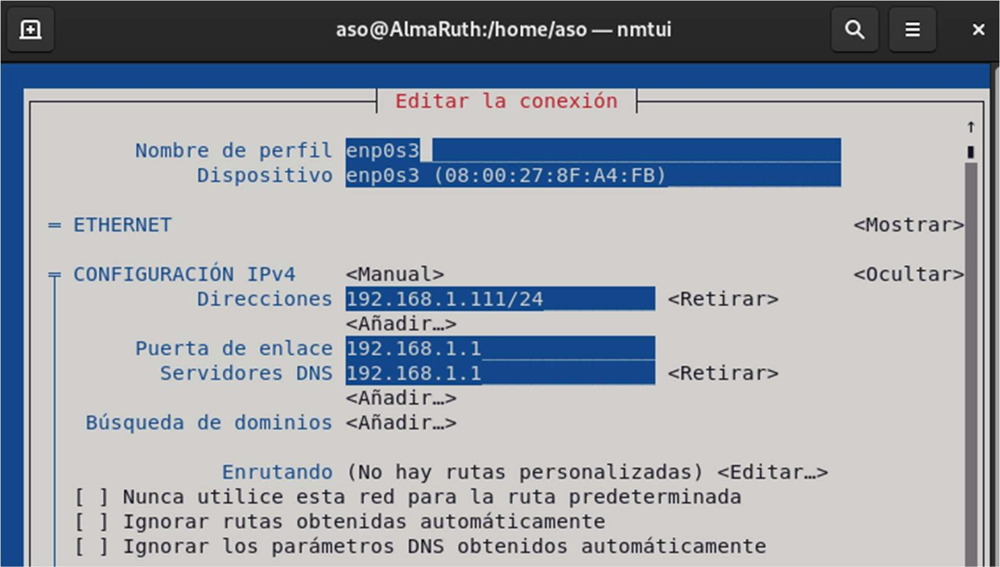 aso@AlmaRuth:/home/aso — nmtui
Editar la conexión
Nombre de perfil enp0s3
Dispositivo enp0s3 (08:00:27:8F:A4:FB)
= ETHERNET <Mostrar>
= CONFIGURACIÓN IPv4 <Manual> <Ocultar>
Direcciones 192.168.1.111/24 <Retirar>
<Añadir…>
Puerta de enlace 192.168.1.1
Servidores DNS 192.168.1.1 <Retirar>
<Añadir…>
Búsqueda de dominios <Añadir…>
Enrutando (No hay rutas personalizadas) <Editar…>
[ ] Nunca utilice esta red para la ruta predeterminada
[ ] Ignorar rutas obtenidas automáticamente
[ ] Ignorar los parámetros DNS obtenidos automáticamente